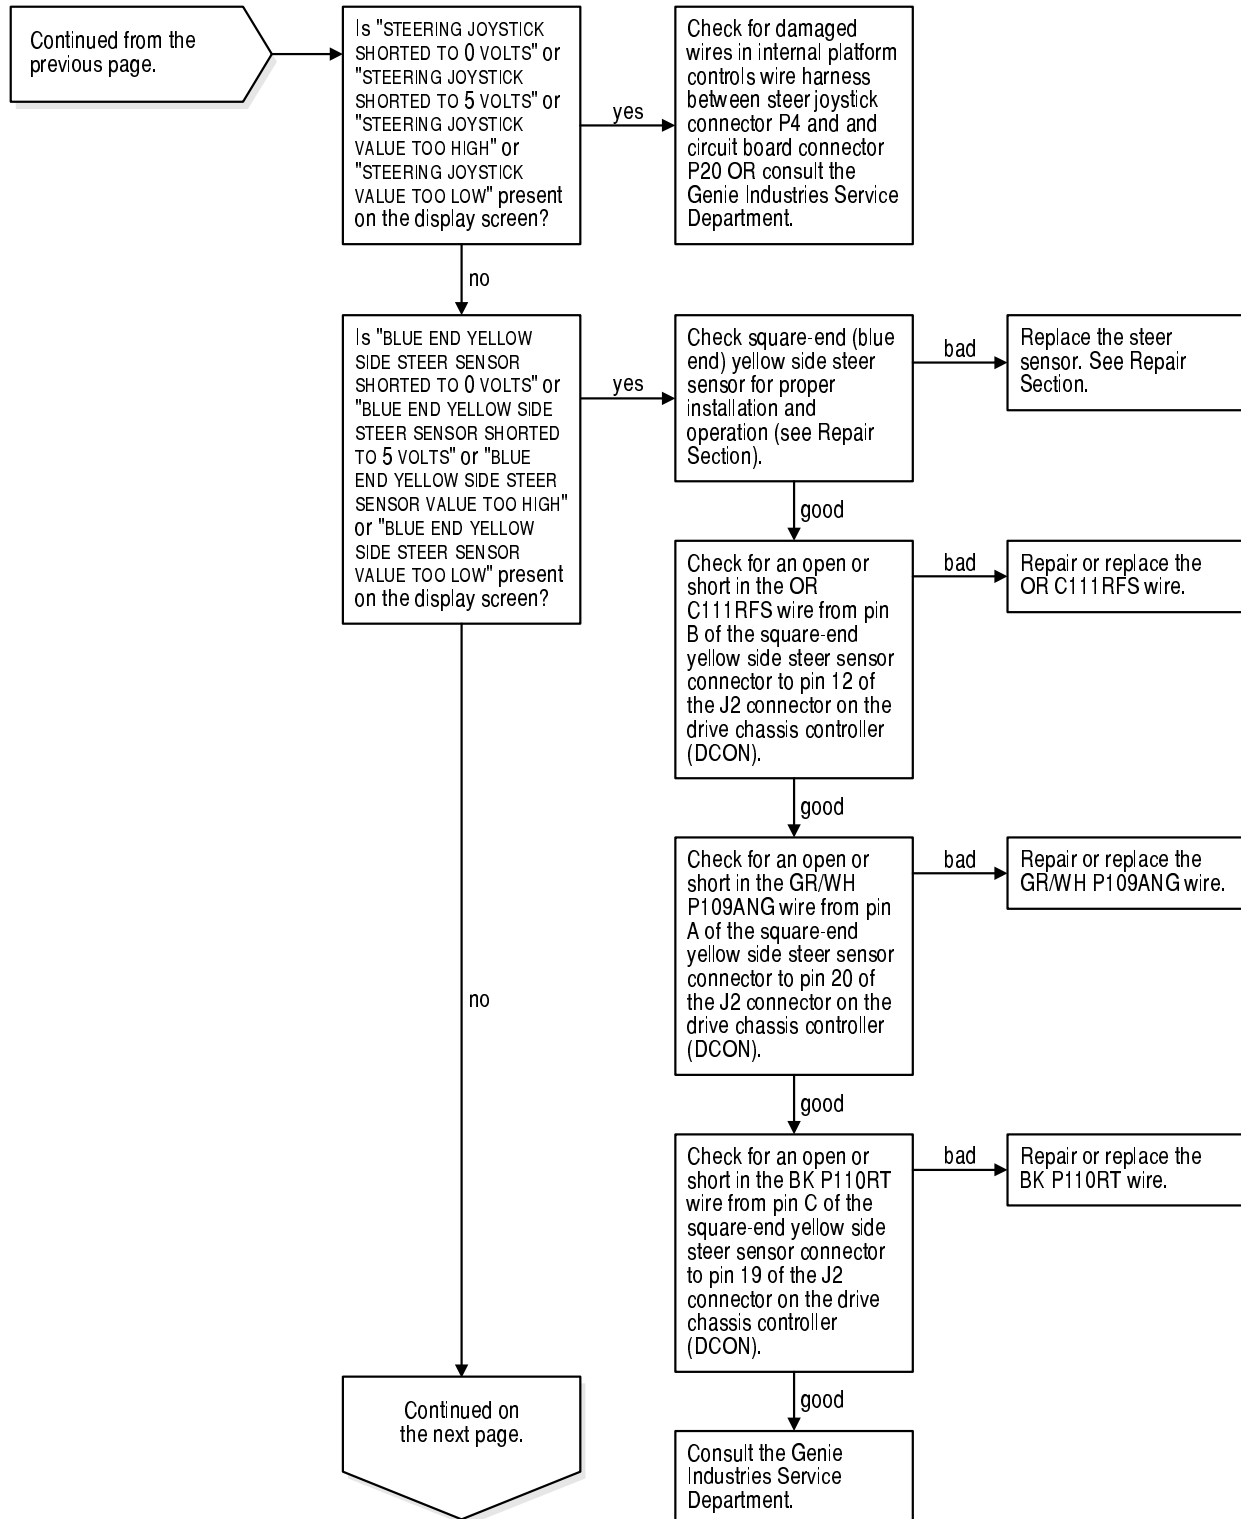 Continued from the
previous page.
Is "STEERING JOYSTICK
SHORTED TO 0 VOLTS" or
"STEERING JOYSTICK
SHORTED TO 5 VOLTS" or
"STEERING JOYSTICK
VALUE TOO HIGH" or
"STEERING JOYSTICK
VALUE TOO LOW" present
on the display screen?
yes
Check for damaged
wires in internal platform
controls wire harness
between steer joystick
connector P4 and and
circuit board connector
P20 OR consult the
Genie Industries Service
Department.
no
Is "BLUE END YELLOW
SIDE STEER SENSOR
SHORTED TO 0 VOLTS" or
"BLUE END YELLOW SIDE
STEER SENSOR SHORTED
TO 5 VOLTS" or "BLUE
END YELLOW SIDE STEER
SENSOR VALUE TOO HIGH"
or "BLUE END YELLOW
SIDE STEER SENSOR
VALUE TOO LOW" present
on the display screen?
yes
Check square-end (blue
end) yellow side steer
sensor for proper
installation and
operation (see Repair
Section).
bad
Replace the steer
sensor. See Repair
Section.
good
Check for an open or
short in the OR
C111RFS wire from pin
B of the square-end
yellow side steer sensor
connector to pin 12 of
the J2 connector on the
drive chassis controller
(DCON).
bad
Repair or replace the
OR C111RFS wire.
good
Check for an open or
short in the GR/WH
P109ANG wire from pin
A of the square-end
yellow side steer sensor
connector to pin 20 of
the J2 connector on the
drive chassis controller
(DCON).
bad
Repair or replace the
GR/WH P109ANG wire.
good
Check for an open or
short in the BK P110RT
wire from pin C of the
square-end yellow side
steer sensor connector
to pin 19 of the J2
connector on the drive
chassis controller
(DCON).
bad
Repair or replace the
BK P110RT wire.
good
Consult the Genie
Industries Service
Department.
no
Continued on
the next page.